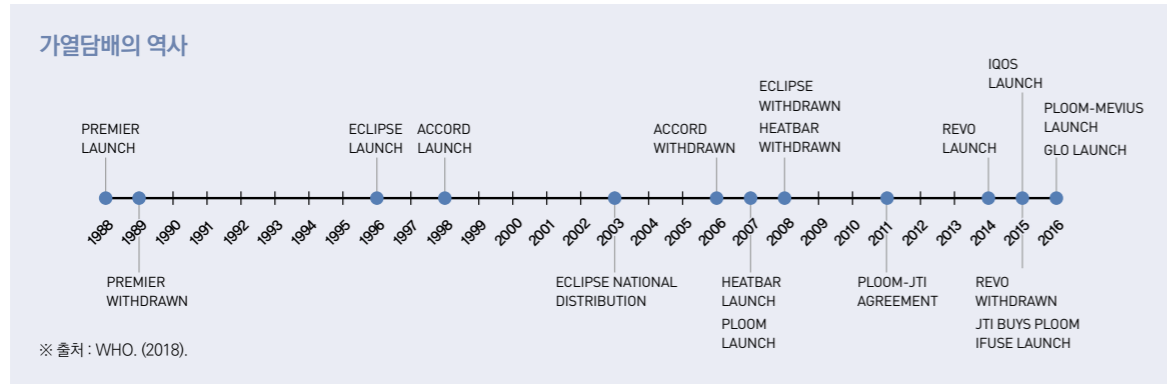 가열담배의 역사
IQOS
LAUNCH
ECLIPSE
WITHDRAWN
HEATBAR
WITHDRAWN
PLOOM-MEVIUS
LAUNCH
GLO LAUNCH
PREMIER
LAUNCH
ECLIPSE
LAUNCH
ACCORD
LAUNCH
ACCORD
WITHDRAWN
REVO
LAUNCH
1988 1989 1990 1991 1992 1993 1994 1995 1996 1997 1998 1999 2000 2001 2002 2003 2004 2005 2006 2007 2008 2009 2010 2011 2012 2013 2014 2015 2016
PREMIER
WITHDRAWN
ECLIPSE NATIONAL
DISTRIBUTION
HEATBAR
LAUNCH
PLOOM
LAUNCH
PLOOM-JTI
AGREEMENT
REVO
WITHDRAWN
JTI BUYS PLOOM
IFUSE LAUNCH
※ 출처 : WHO. (2018).